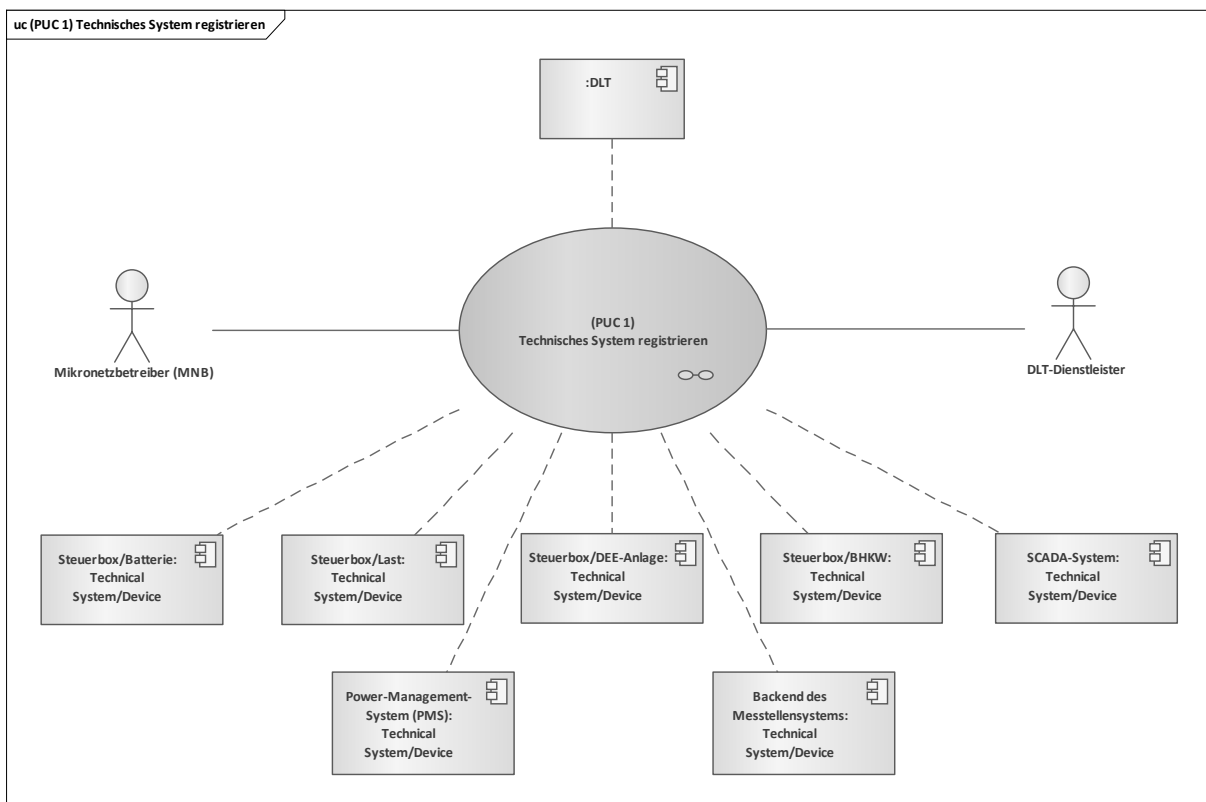 uc (PUC 1) Technisches System registrieren
:DLT
(PUC 1)
Technisches System registrieren
Mikronetzbetreiber (MNB)
DLT-Dienstleister
Steuerbox/Batterie:
Technical
System/Device
Steuerbox/Last:
Technical
System/Device
Steuerbox/DEE-Anlage:
Technical
System/Device
Steuerbox/BHKW:
Technical
System/Device
SCADA-System:
Technical
System/Device
Power-Management-
System (PMS):
Technical
System/Device
Backend des
Messtellensystems:
Technical
System/Device